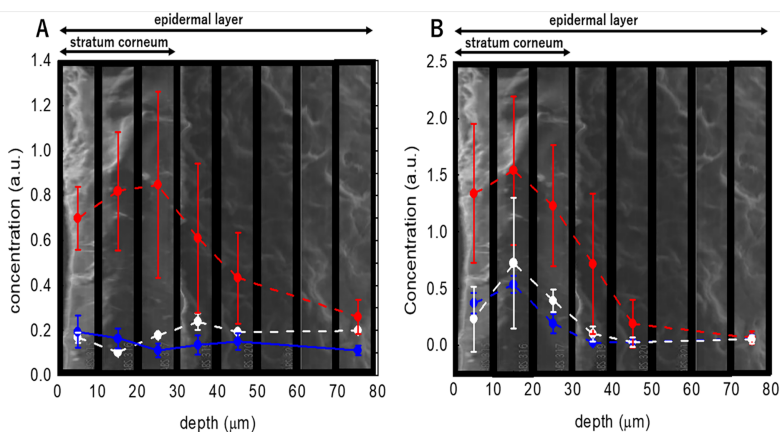 A
epidermal layer
stratum corneum
1.4
1.2
1.0
0.8
0.6
0.4
0.2
0.0
concentration (a.u.)
0 10 20 30 40 50 60 70 80
depth (μm)
B
epidermal layer
stratum corneum
2.5
2.0
1.5
1.0
0.5
0.0
Concentration (a.u.)
0 10 20 30 40 50 60 70 80
depth (μm)